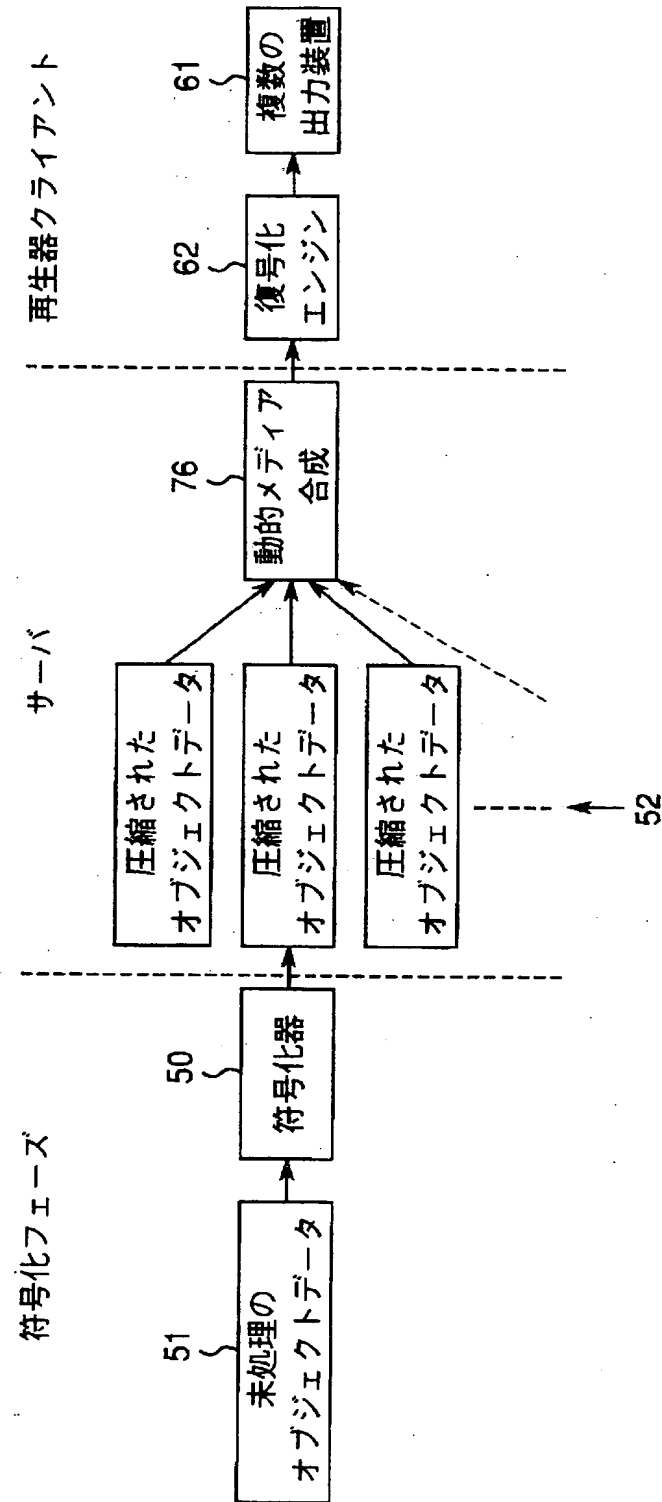 符号化フェーズ
サーバ
再生器クライアント
51
未処理の
オブジェクトデータ
50
符号化器
圧縮された
オブジェクトデータ
圧縮された
オブジェクトデータ
圧縮された
オブジェクトデータ
52
76
動的メディア
合成
62
復号化
エンジン
61
複数の
出力装置